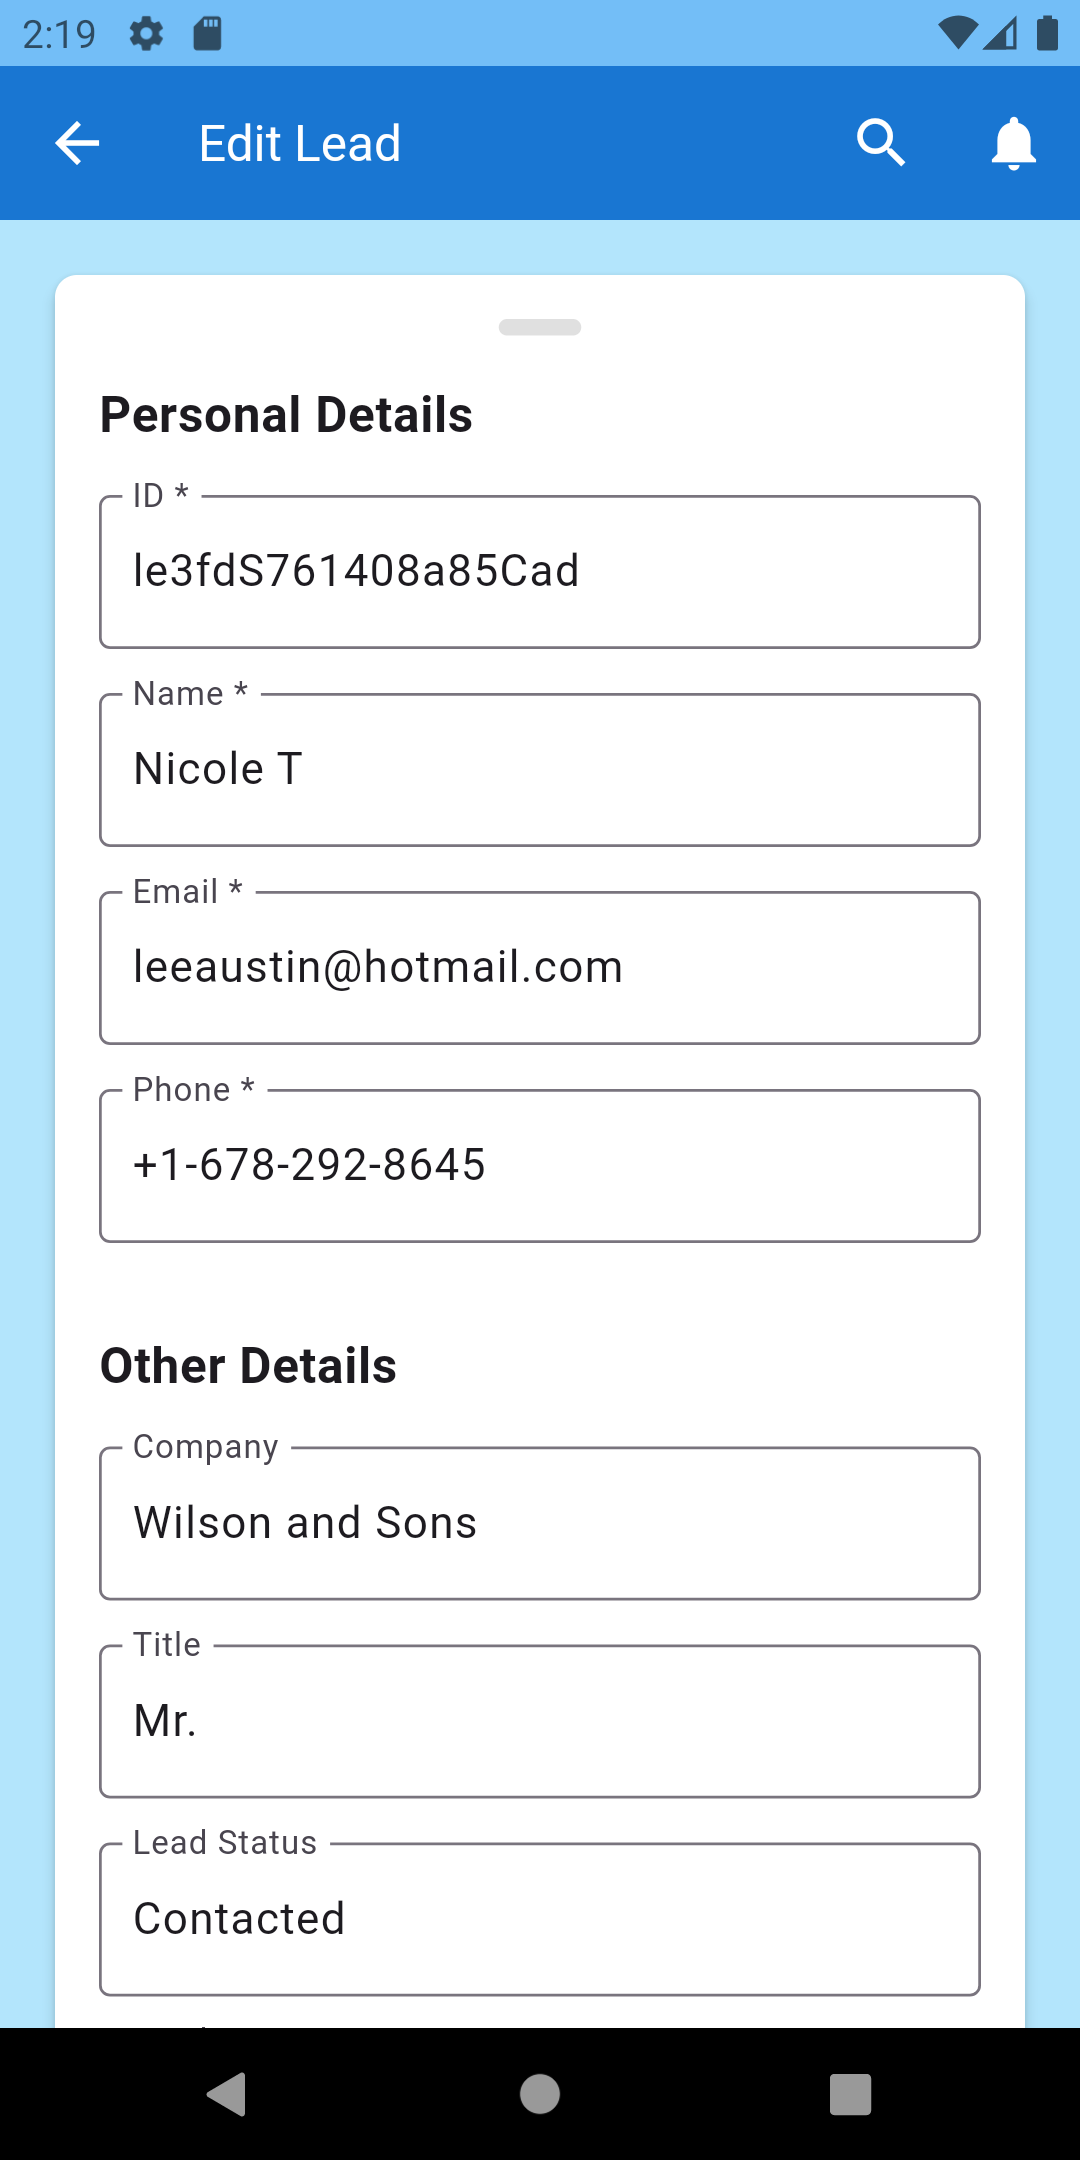 2:19
Edit Lead
Personal Details
ID *
le3fdS761408a85Cad
Name *
Nicole T
Email *
leeaustin@hotmail.com
Phone *
+1-678-292-8645
Other Details
Company
Wilson and Sons
Title
Mr.
Lead Status
Contacted